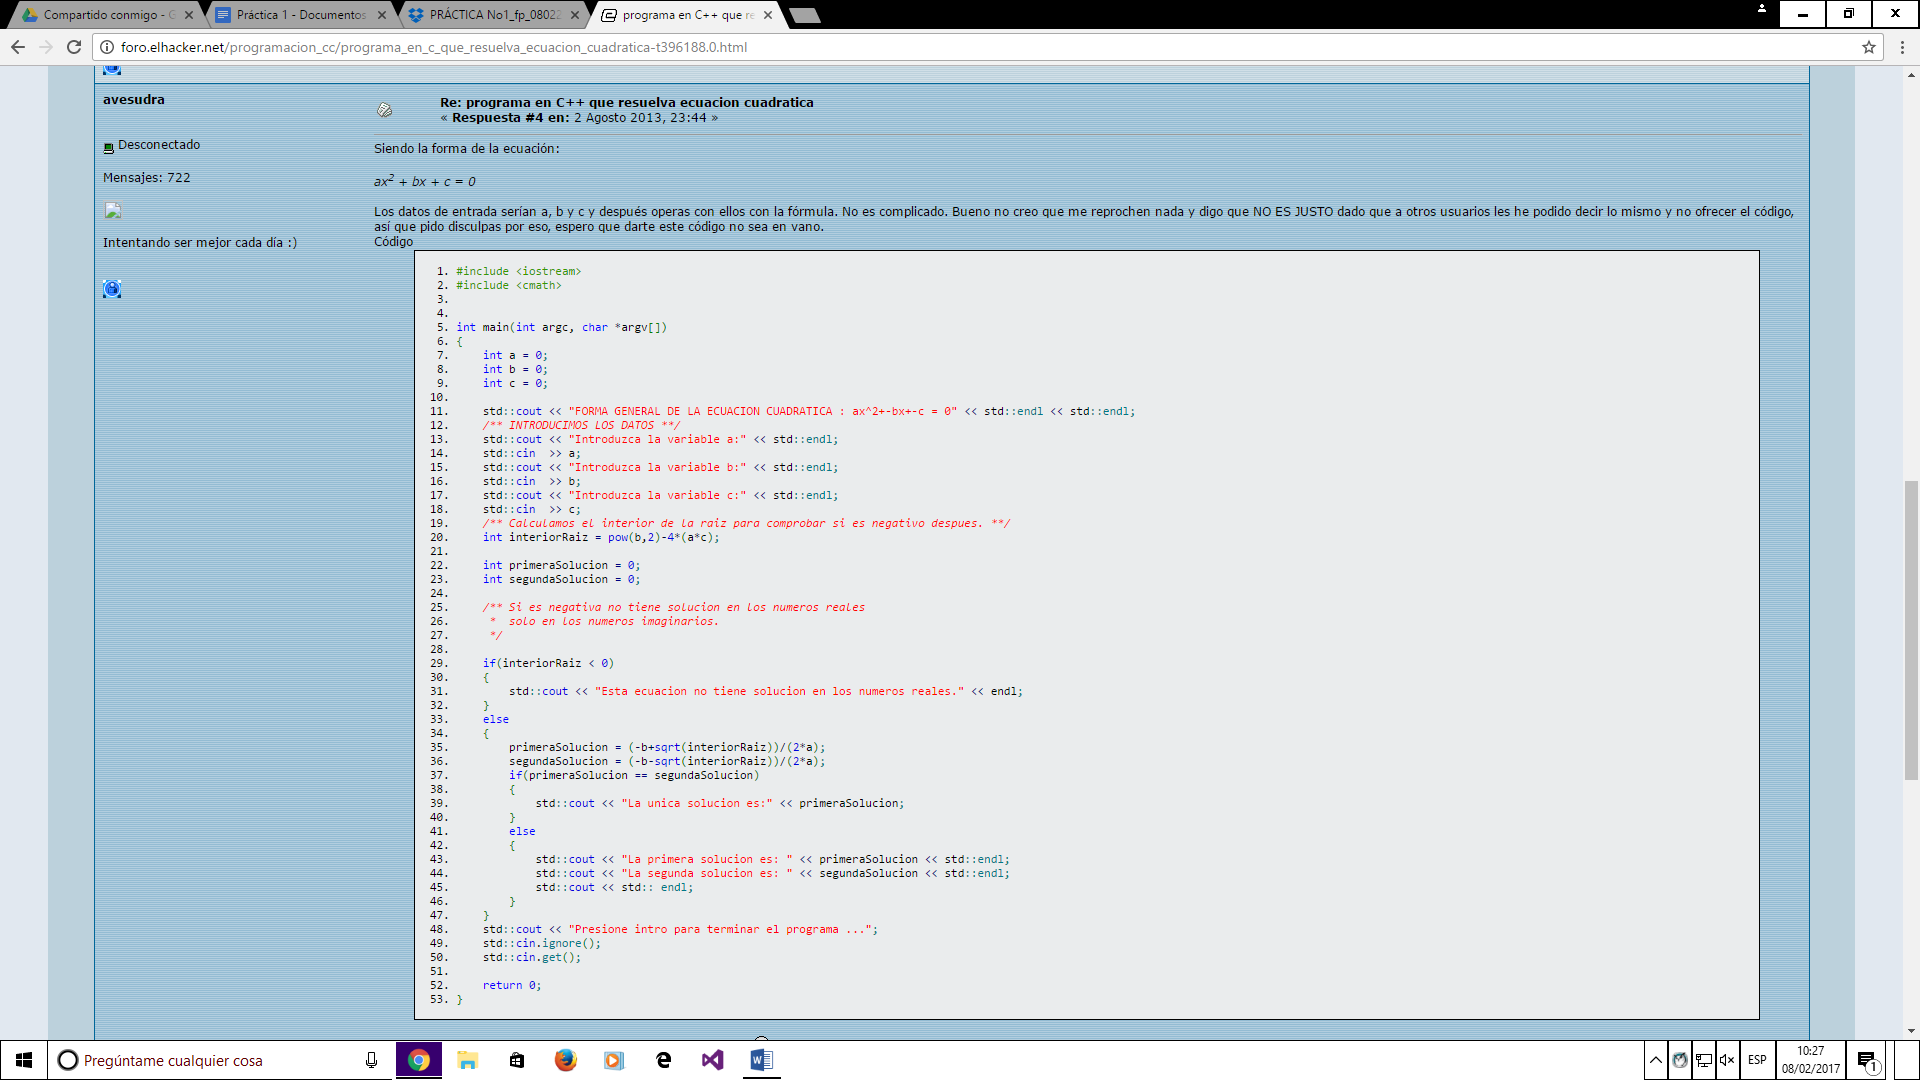 Compartido conmigo - G
Práctica 1 - Documentos
PRÁCTICA No1_fp_08022
programa en C++ que re
foro.elhacker.net/programacion_cc/programa_en_c_que_resuelva_ecuacion_cuadratica-t396188.0.html
avesudra
Desconectado
Mensajes: 722
Intentando ser mejor cada día :)
Re: programa en C++ que resuelva ecuacion cuadratica
« Respuesta #4 en: 2 Agosto 2013, 23:44 »
Siendo la forma de la ecuación:
ax² + bx + c = 0
Los datos de entrada serían a, b y c y después operas con ellos con la fórmula. No es complicado. Bueno no creo que me reprochen nada y digo que NO ES JUSTO dado que a otros usuarios les he podido decir lo mismo y no ofrecer el código,
así que pido disculpas por eso, espero que darte este código no sea en vano.
Código
1. #include <iostream>
2. #include <cmath>
3.
4.
5. int main(int argc, char *argv[])
6. {
7.     int a = 0;
8.     int b = 0;
9.     int c = 0;
10.
11.     std::cout << "FORMA GENERAL DE LA ECUACION CUADRATICA : ax^2+-bx+-c = 0" << std::endl << std::endl;
12.     /** INTRODUCIMOS LOS DATOS **/
13.     std::cout << "Introduzca la variable a:" << std::endl;
14.     std::cin  >> a;
15.     std::cout << "Introduzca la variable b:" << std::endl;
16.     std::cin  >> b;
17.     std::cout << "Introduzca la variable c:" << std::endl;
18.     std::cin  >> c;
19.     /** Calculamos el interior de la raiz para comprobar si es negativo despues. **/
20.     int interiorRaiz = pow(b,2)-4*(a*c);
21.
22.     int primeraSolucion = 0;
23.     int segundaSolucion = 0;
24.
25.     /** Si es negativa no tiene solucion en los numeros reales
26.      *  solo en los numeros imaginarios.
27.      */
28.
29.     if(interiorRaiz < 0)
30.     {
31.         std::cout << "Esta ecuacion no tiene solucion en los numeros reales." << endl;
32.     }
33.     else
34.     {
35.         primeraSolucion = (-b+sqrt(interiorRaiz))/(2*a);
36.         segundaSolucion = (-b-sqrt(interiorRaiz))/(2*a);
37.         if(primeraSolucion == segundaSolucion)
38.         {
39.             std::cout << "La unica solucion es:" << primeraSolucion;
40.         }
41.         else
42.         {
43.             std::cout << "La primera solucion es: " << primeraSolucion << std::endl;
44.             std::cout << "La segunda solucion es: " << segundaSolucion << std::endl;
45.             std::cout << std:: endl;
46.         }
47.     }
48.     std::cout << "Presione intro para terminar el programa ...";
49.     std::cin.ignore();
50.     std::cin.get();
51.
52.     return 0;
53. }
Pregúntame cualquier cosa
ESP
10:27
08/02/2017
1